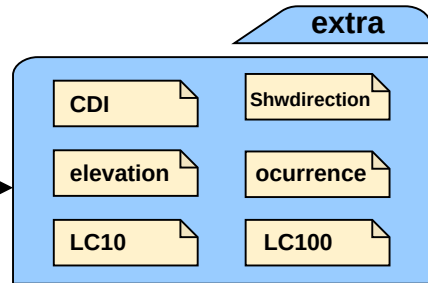 extra
CDI
Shwdirection
elevation
ocurrence
LC10
LC100